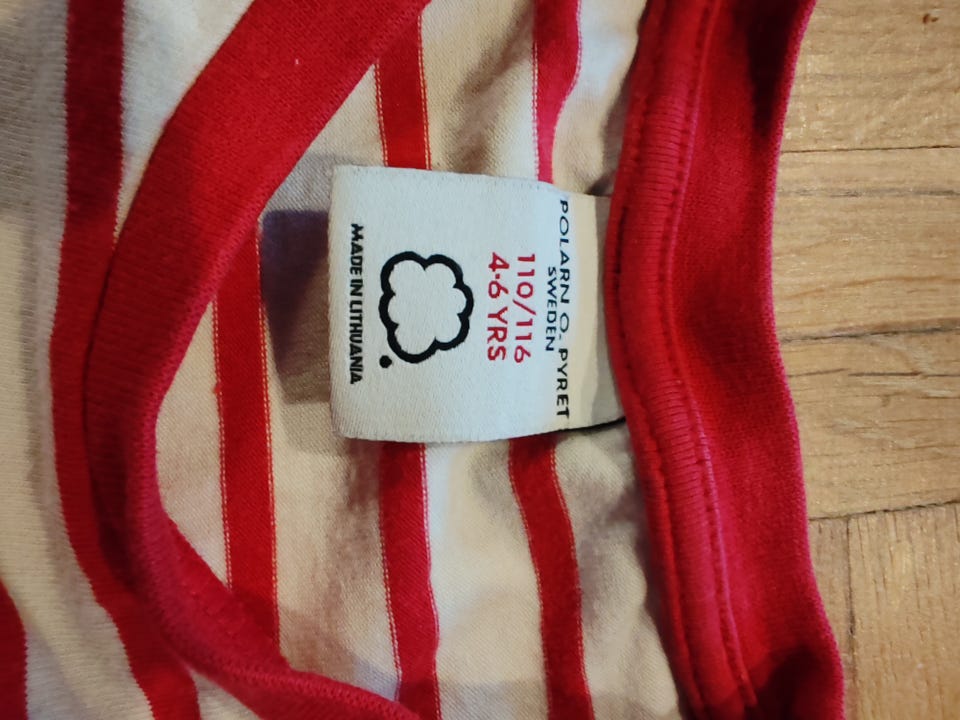 POLARN O. PYRET
SWEDEN
110/116
4-6 YRS
MADE IN LITHUANIA